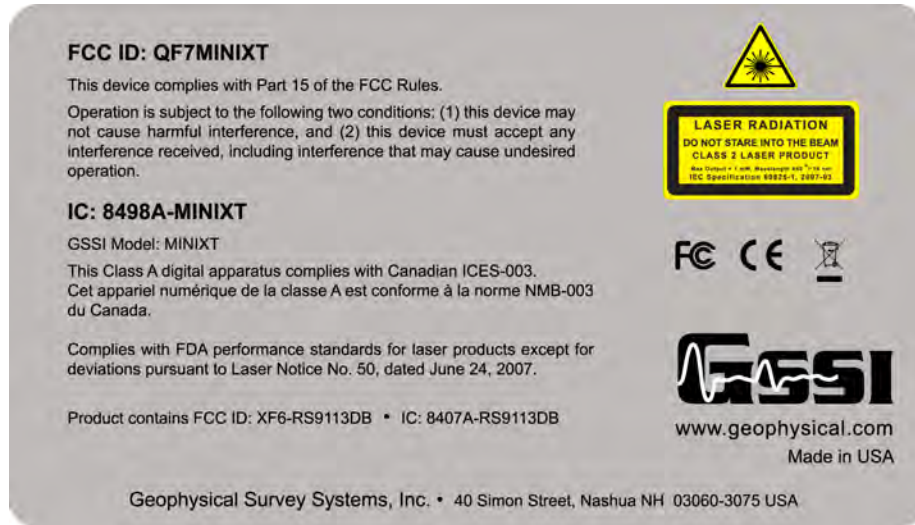 FCC ID: QF7MINIXT
This device complies with Part 15 of the FCC Rules.
Operation is subject to the following two conditions: (1) this device may
not cause harmful interference, and (2) this device must accept any
interference received, including interference that may cause undesired
operation.
IC: 8498A-MINIXT
GSSI Model: MINIXT
This Class A digital apparatus complies with Canadian ICES-003.
Cet appariel numérique de la classe A est conforme à la norme NMB-003
du Canada.
Complies with FDA performance standards for laser products except for
deviations pursuant to Laser Notice No. 50, dated June 24, 2007.
Product contains FCC ID: XF6-RS9113DB • IC: 8407A-RS9113DB
LASER RADIATION
DO NOT STARE INTO THE BEAM
CLASS 2 LASER PRODUCT
Max Output < 1 mW, Wavelength nm
IEC Specification 60825-1, 2007-03
FC CE
GSSI
www.geophysical.com
Made in USA
Geophysical Survey Systems, Inc. • 40 Simon Street, Nashua NH 03060-3075 USA